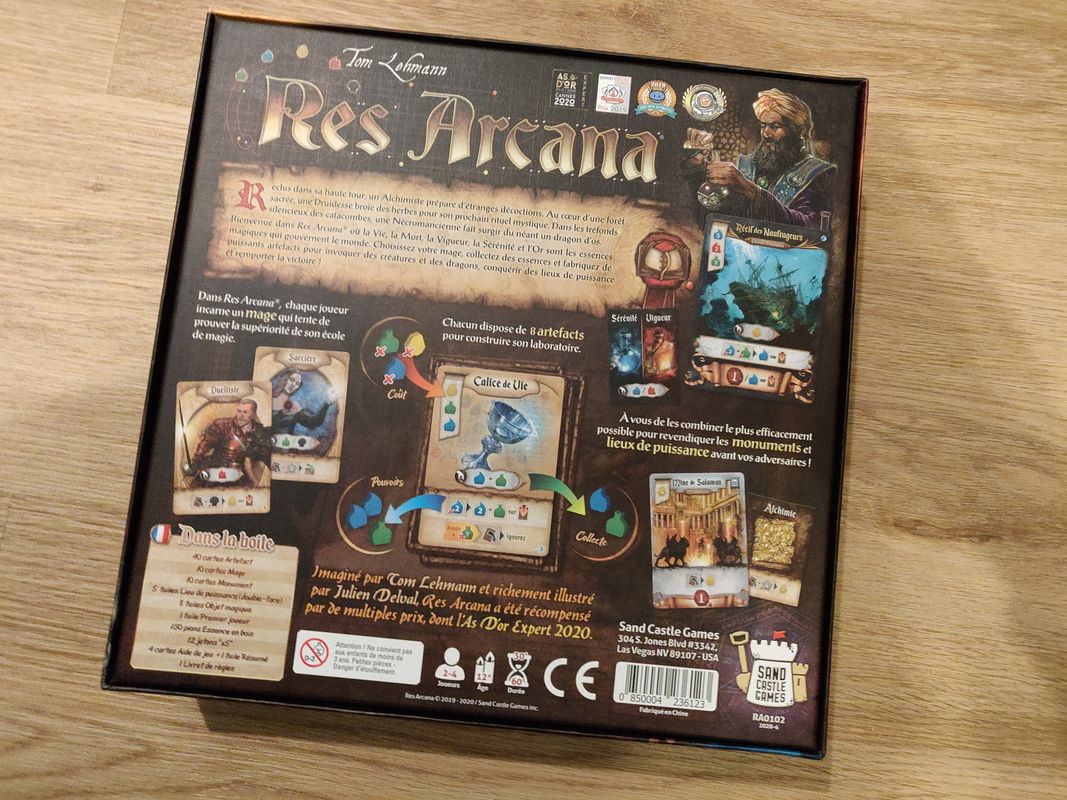 Tom Lehmann
AS D'OR
CANNES
2020
EXPERT
Prix 2019
2019
Res Arcana
Reclus dans sa haute tour, un Alchimiste prépare d'étranges décoctions. Au cœur d'une forêt
sacrée, une Druidesse broie des herbes pour son prochain rituel mystique. Dans les tréfonds
silencieux des catacombes, une Nécromancienne fait surgir du néant un dragon d'os.
Bienvenue dans Res Arcana® où la Vie, la Mort, la Vigueur, la Sérénité et l'Or sont les essences
magiques qui gouvernent le monde. Choisissez votre mage, collectez des essences et fabriquez de
puissants artefacts, pour invoquer des créatures et des dragons, conquérir des lieux de puissance
et remporter la victoire !
Récif des Naufrageurs
Dans Res Arcana®, chaque joueur
incarne un mage qui tente de
prouver la supériorité de son école
de magie.
Chacun dispose de 8 artefacts
pour construire son laboratoire.
Sérénité
Vigueur
1
Coût
Calice de Vie
Sorcière
Duelliste
À vous de les combiner le plus efficacement
possible pour revendiquer les monuments et
lieux de puissance avant vos adversaires !
Pouvoirs
Collecte
2
2
sur
ignorez
Mine de Salomon
1
Alchimie
Dans la boîte
40 cartes Artefact
10 cartes Mage
10 cartes Monument
5 tuiles Lieu de puissance (double-face)
8 tuiles Objet magique
1 tuile Premier joueur
150 pions Essence en bois
12 jetons "x5"
4 cartes Aide de jeu + 1 tuile Résumé
1 Livret de règles
Imaginé par Tom Lehmann et richement illustré
par Julien Delval, Res Arcana a été récompensé
par de multiples prix, dont l'As D'or Expert 2020.
0-3
Attention ! Ne convient pas
aux enfants de moins de
3 ans. Petites pièces -
Danger d'étouffement.
2-4
Joueurs
12+
Âge
30'
60'
Durée
CE
Sand Castle Games
304 S. Jones Blvd #3342,
Las Vegas NV 89107 - USA
0 850004 236123
Fabriqué en Chine
SAND
CASTLE
GAMES
RA0102
2020-4
Res Arcana © 2019 - 2020 / Sand Castle Games inc.